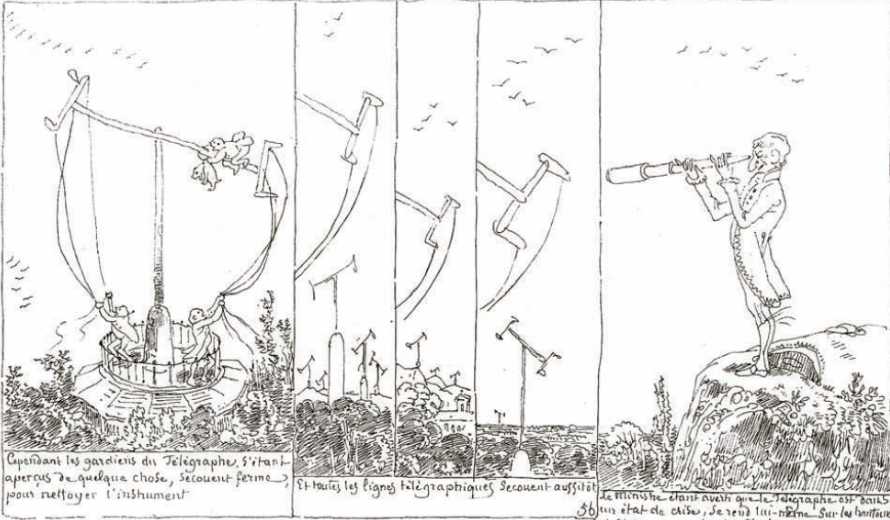 Cependant les gardiens du Télégraphe, s'étant
aperçus de quelque chose, secouent ferme,
pour nettoyer l'instrument
Et toutes les lignes télégraphiques secouent aussitôt
56
Le ministre étant averti que le Télégraphe est dans
un état de crise, se rend lui-même sur les hauteurs